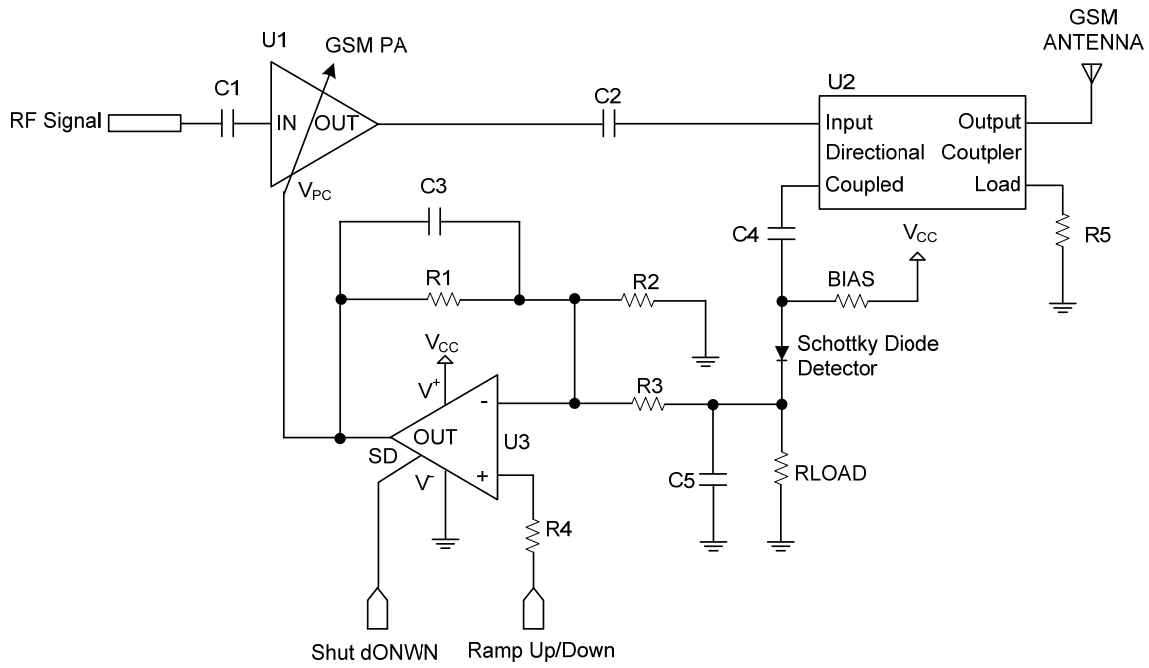 GSM
ANTENNA
U1
GSM PA
U2
C1
C2
RF Signal
IN
OUT
Input
Output
Directional
Coutpler
Coupled
Load
VPC
C3
C4
VCC
R5
R1
R2
BIAS
VCC
Schottky Diode
Detector
V+
R3
-
OUT
U3
SD
V-
+
C5
RLOAD
R4
Shut dONWN
Ramp Up/Down